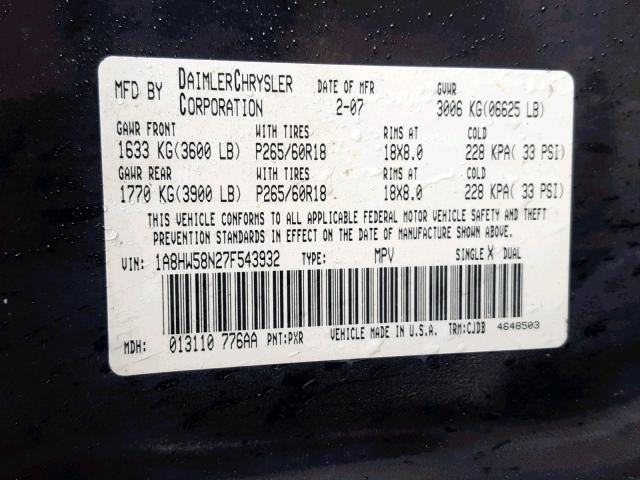 MFD BY DAIMLERCHRYSLER CORPORATION DATE OF MFR 2-07 GVWR 3006 KG(06625 LB)
GAWR FRONT WITH TIRES RIMS AT COLD
1633 KG(3600 LB) P265/60R18 18X8.0 228 KPA( 33 PSI)
GAWR REAR WITH TIRES RIMS AT COLD
1770 KG(3900 LB) P265/60R18 18X8.0 228 KPA( 33 PSI)
THIS VEHICLE CONFORMS TO ALL APPLICABLE FEDERAL MOTOR VEHICLE SAFETY AND THEFT
PREVENTION STANDARDS IN EFFECT ON THE DATE OF MANUFACTURE SHOWN ABOVE.
VIN: 1A8HW58N27F543932 TYPE: MPV SINGLE X DUAL
MDH: 013110 776AA PNT:PXR VEHICLE MADE IN U.S.A. TRM:CJDB 4648503